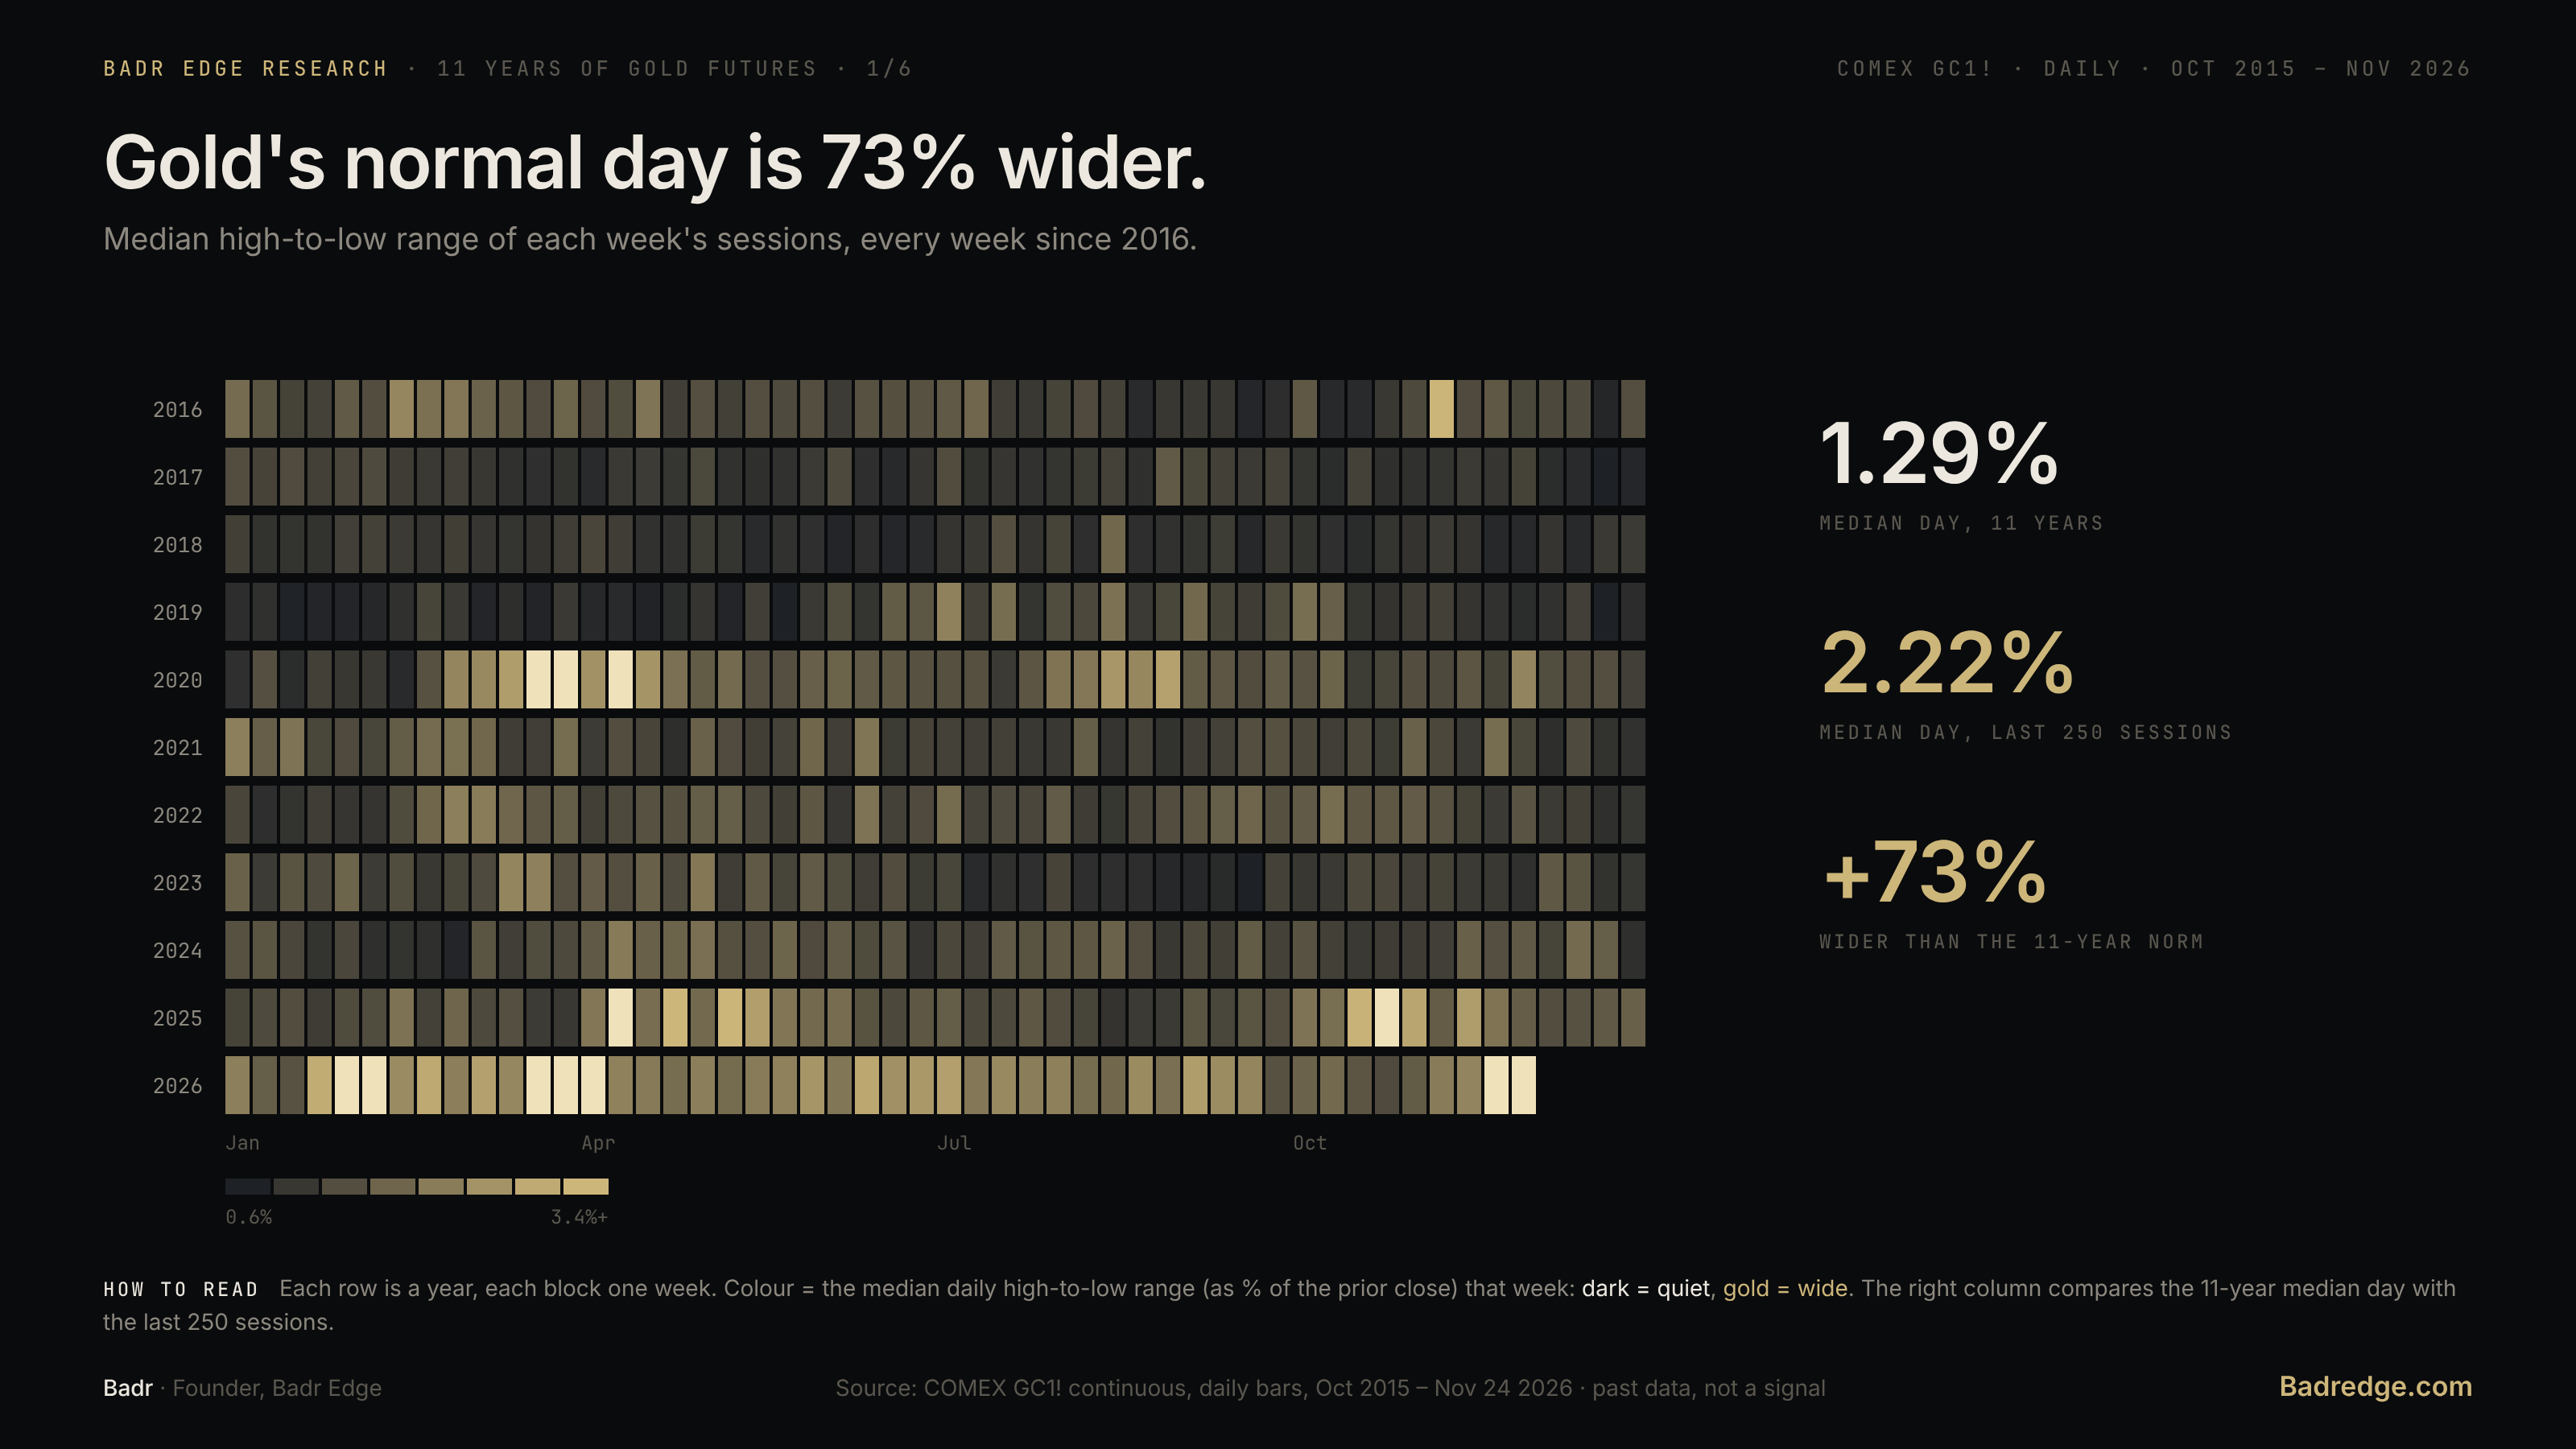 BADR EDGE RESEARCH · 11 YEARS OF GOLD FUTURES · 1/6
COMEX GC1! · DAILY · OCT 2015 – NOV 2026
Gold's normal day is 73% wider.
Median high-to-low range of each week's sessions, every week since 2016.
2016
2017
2018
2019
2020
2021
2022
2023
2024
2025
2026
Jan Apr Jul Oct
0.6% 3.4%+
1.29%
MEDIAN DAY, 11 YEARS
2.22%
MEDIAN DAY, LAST 250 SESSIONS
+73%
WIDER THAN THE 11-YEAR NORM
HOW TO READ Each row is a year, each block one week. Colour = the median daily high-to-low range (as % of the prior close) that week: dark = quiet, gold = wide. The right column compares the 11-year median day with
the last 250 sessions.
Badr · Founder, Badr Edge
Source: COMEX GC1! continuous, daily bars, Oct 2015 – Nov 24 2026 · past data, not a signal
Badredge.com